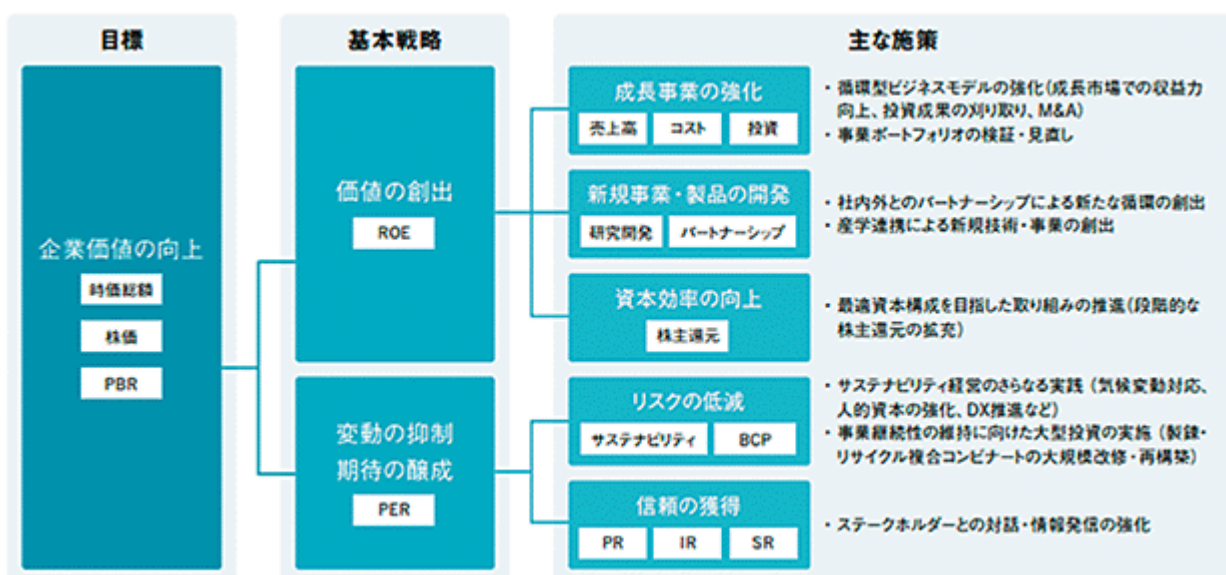 目標
基本戦略
主な施策
企業価値の向上
時価総額
株価
PBR
価値の創出
ROE
変動の抑制
期待の醸成
PER
成長事業の強化
売上高 コスト 投資
・循環型ビジネスモデルの強化(成長市場での収益力
向上、投資成果の刈り取り、M&A)
・事業ポートフォリオの検証・見直し
新規事業・製品の開発
研究開発 パートナーシップ
・社内外とのパートナーシップによる新たな循環の創出
・産学連携による新規技術・事業の創出
資本効率の向上
株主還元
・最適資本構成を目指した取り組みの推進(段階的な
株主還元の拡充)
リスクの低減
サステナビリティ BCP
・サステナビリティ経営のさらなる実践(気候変動対応、
人的資本の強化、DX推進など)
・事業継続性の維持に向けた大型投資の実施(製錬・
リサイクル複合コンビナートの大規模改修・再構築)
信頼の獲得
PR IR SR
・ステークホルダーとの対話・情報発信の強化